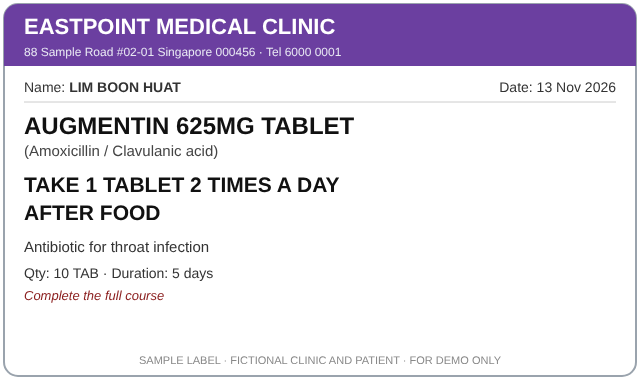 EASTPOINT MEDICAL CLINIC
88 Sample Road #02-01 Singapore 000456 · Tel 6000 0001
Name: LIM BOON HUAT Date: 13 Nov 2026
AUGMENTIN 625MG TABLET
(Amoxicillin / Clavulanic acid)
TAKE 1 TABLET 2 TIMES A DAY
AFTER FOOD
Antibiotic for throat infection
Qty: 10 TAB · Duration: 5 days
Complete the full course
SAMPLE LABEL · FICTIONAL CLINIC AND PATIENT · FOR DEMO ONLY